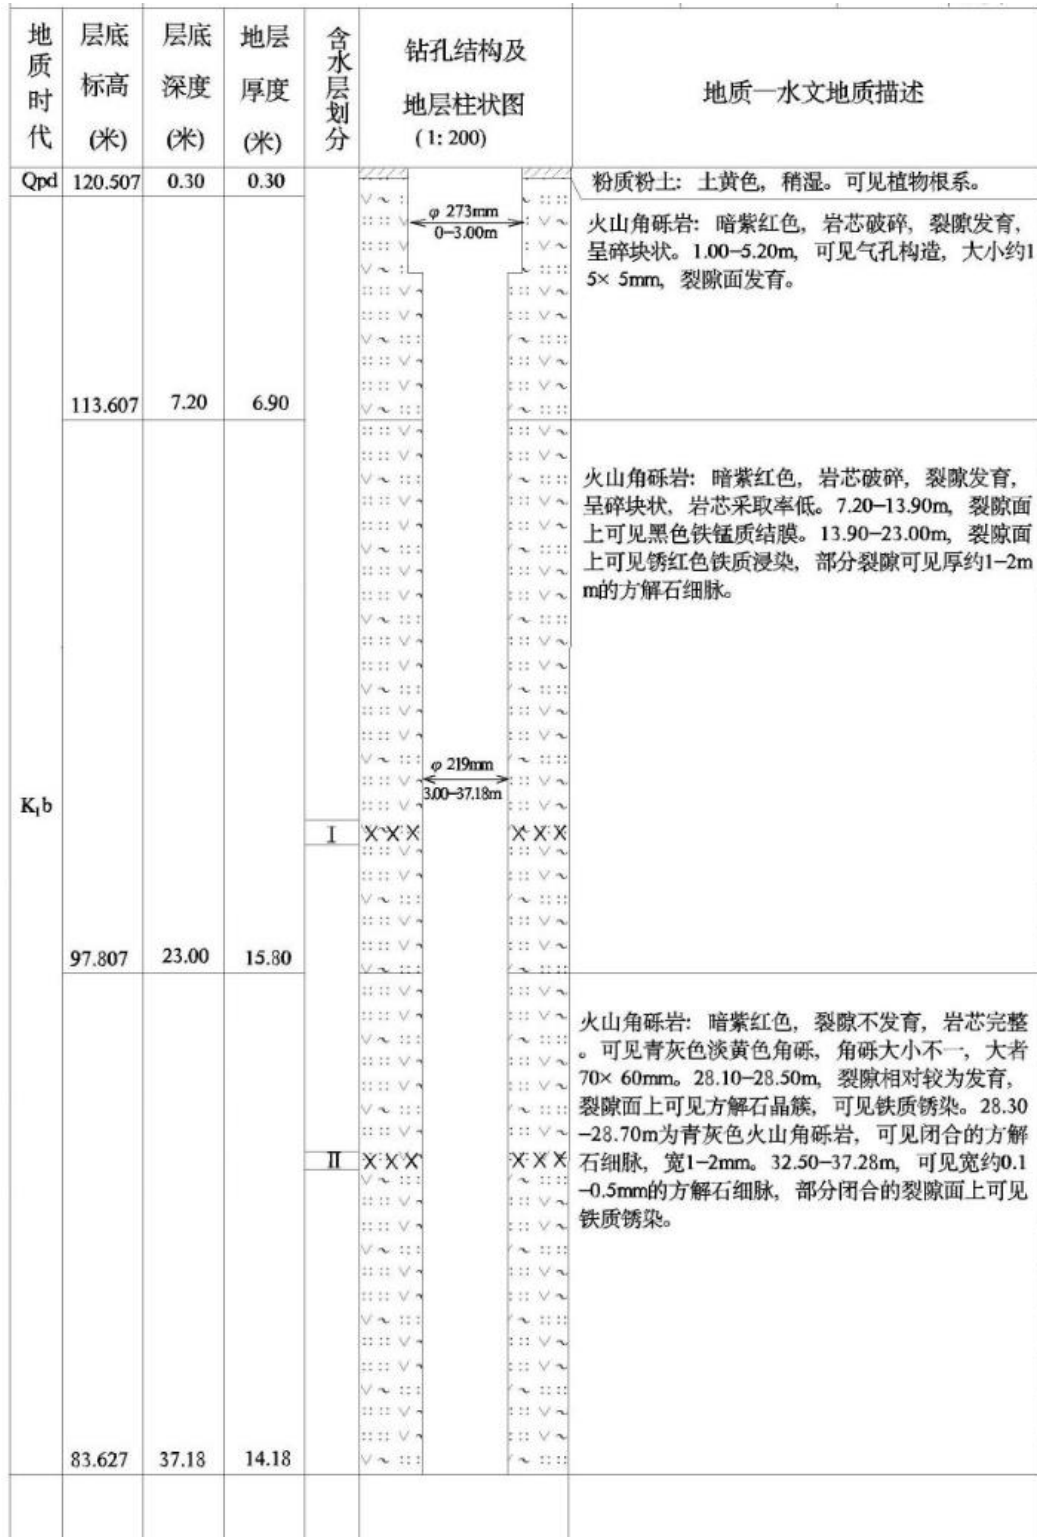 地质时代
层底标高(米)
层底深度(米)
地层厚度(米)
含水层划分
钻孔结构及
地层柱状图
(1: 200)
地质—水文地质描述
Qpd 120.507 0.30 0.30
粉质粉土: 土黄色, 稍湿。可见植物根系。
φ 273mm
0-3.00m
火山角砾岩: 暗紫红色, 岩芯破碎, 裂隙发育,
呈碎块状。1.00-5.20m, 可见气孔构造, 大小约1
5× 5mm, 裂隙面发育。
113.607 7.20 6.90
火山角砾岩: 暗紫红色, 岩芯破碎, 裂隙发育,
呈碎块状, 岩芯采取率低。7.20-13.90m, 裂隙面
上可见黑色铁锰质结膜。13.90-23.00m, 裂隙面
上可见锈红色铁质浸染, 部分裂隙可见厚约1-2m
m的方解石细脉。
φ 219mm
3.00-37.18m
K₁b
I
97.807 23.00 15.80
火山角砾岩: 暗紫红色, 裂隙不发育, 岩芯完整
。可见青灰色淡黄色角砾, 角砾大小不一, 大者
70× 60mm。28.10-28.50m, 裂隙相对较为发育,
裂隙面上可见方解石晶簇, 可见铁质锈染。28.30
-28.70m为青灰色火山角砾岩, 可见闭合的方解
石细脉, 宽1-2mm。32.50-37.28m, 可见宽约0.1
-0.5mm的方解石细脉, 部分闭合的裂隙面上可见
铁质锈染。
II
83.627 37.18 14.18